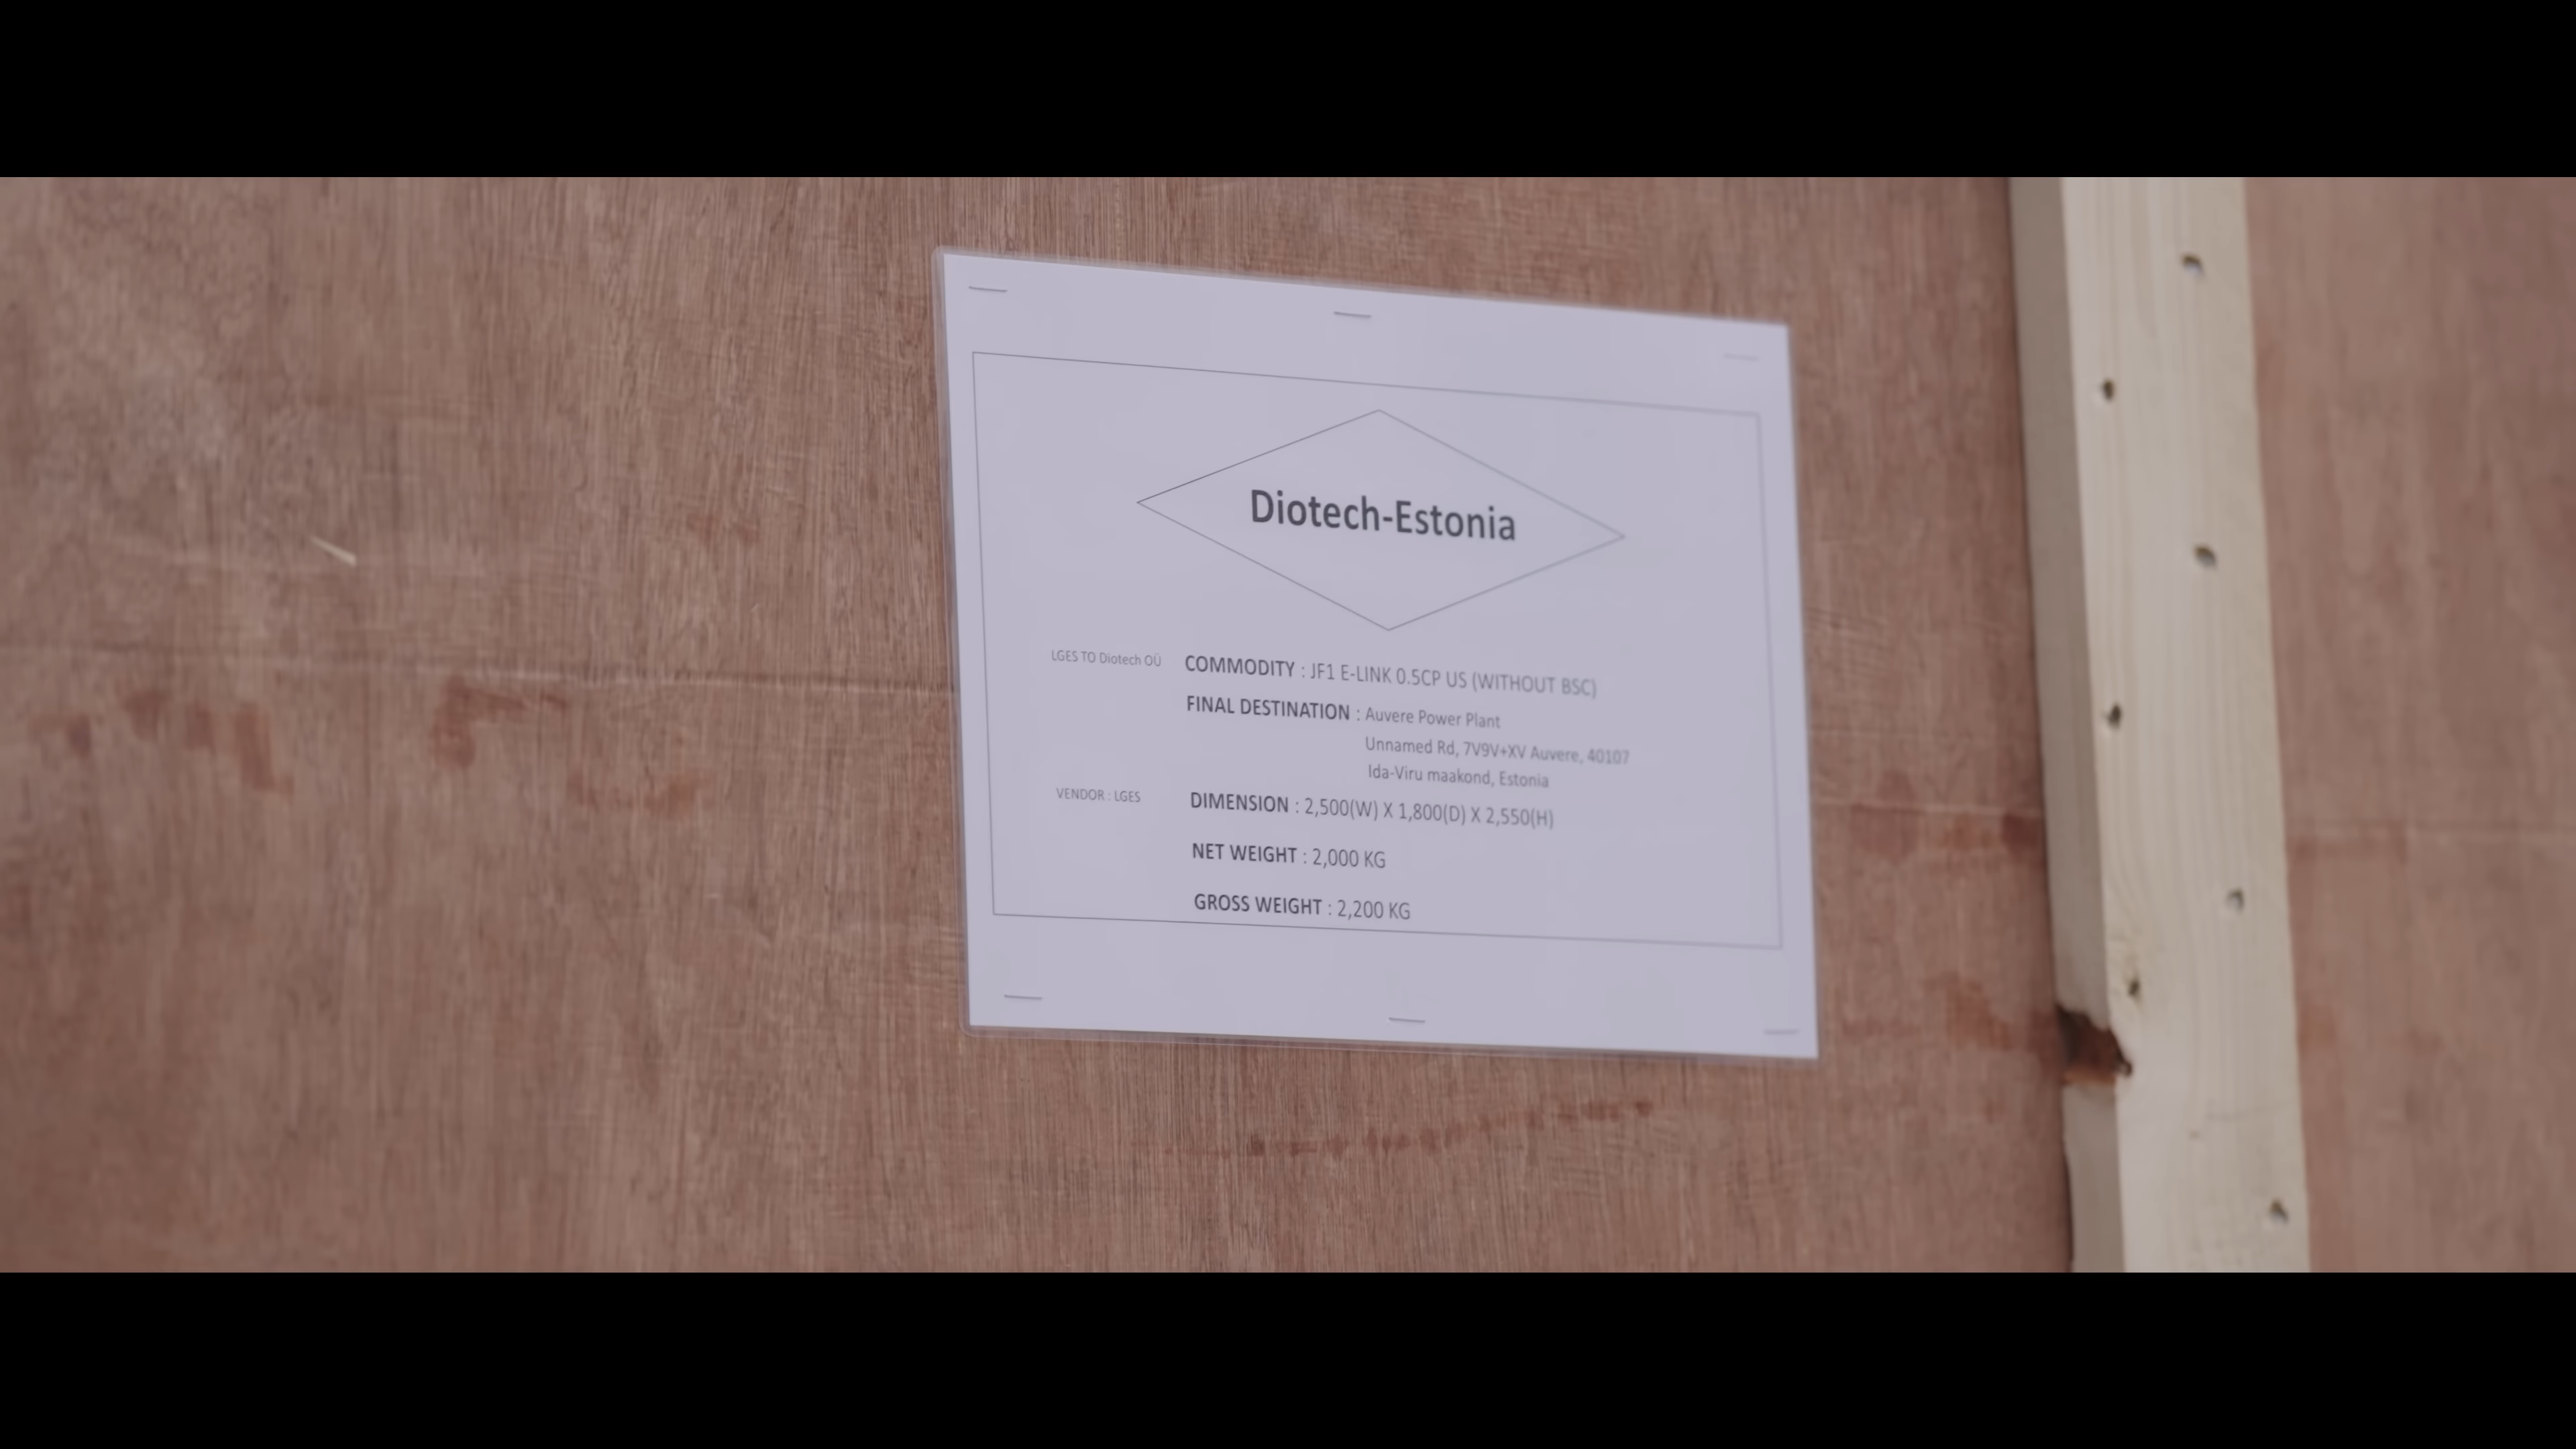 Diotech-Estonia
LGES TO Diotech OÜ
COMMODITY : JF1 E-LINK 0.5CP US (WITHOUT BSC)
FINAL DESTINATION : Auvere Power Plant
Unnamed Rd, 7V9V+XV Auvere, 40107
Ida-Viru maakond, Estonia
VENDOR : LGES
DIMENSION : 2,500(W) X 1,800(D) X 2,550(H)
NET WEIGHT : 2,000 KG
GROSS WEIGHT : 2,200 KG